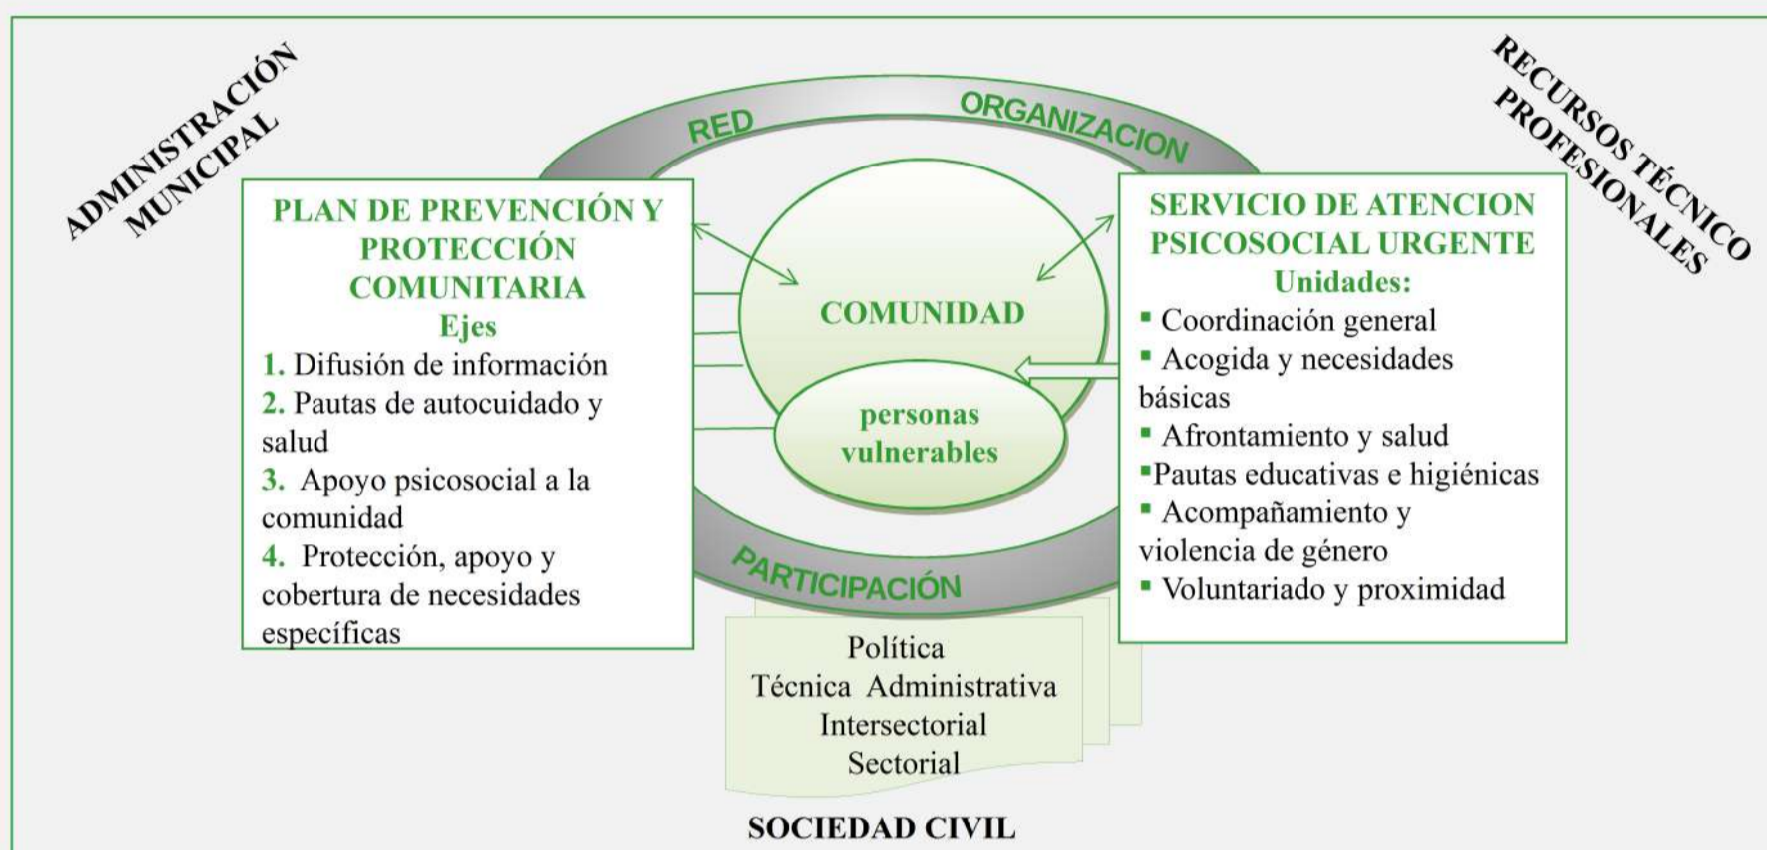 ADMINISTRACIÓN
MUNICIPAL
RECURSOS TÉCNICO
PROFESIONALES
RED
ORGANIZACION
PLAN DE PREVENCIÓN Y
PROTECCIÓN
COMUNITARIA
Ejes
1. Difusión de información
2. Pautas de autocuidado y
salud
3. Apoyo psicosocial a la
comunidad
4. Protección, apoyo y
cobertura de necesidades
específicas
COMUNIDAD
personas
vulnerables
SERVICIO DE ATENCION
PSICOSOCIAL URGENTE
Unidades:
▪ Coordinación general
▪ Acogida y necesidades
básicas
▪ Afrontamiento y salud
▪Pautas educativas e higiénicas
▪ Acompañamiento y
violencia de género
▪ Voluntariado y proximidad
PARTICIPACIÓN
Política
Técnica Administrativa
Intersectorial
Sectorial
SOCIEDAD CIVIL